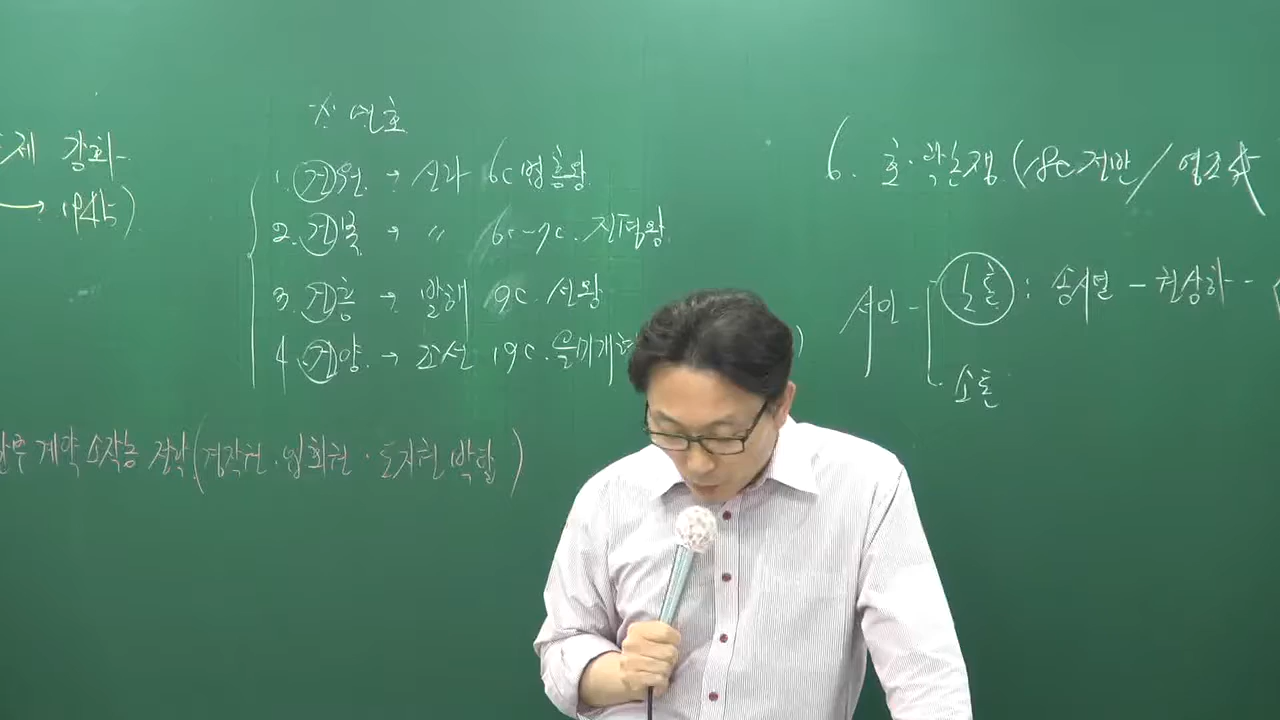 제 강화
※ 연호
1. 건원 → 신라 6C 법흥왕
2. 건복 → 〃 6C~7C. 진평왕
3. 건흥 → 발해 9C. 선왕
4. 건양 → 조선 19C. 을미개혁 )
계약 소작농 전락 (경작권·입회권·도지권 박탈)
6. 호·락논쟁 (18C 전반 / 영조
서인 - 노론 : 송시열 - 권상하 -
소론